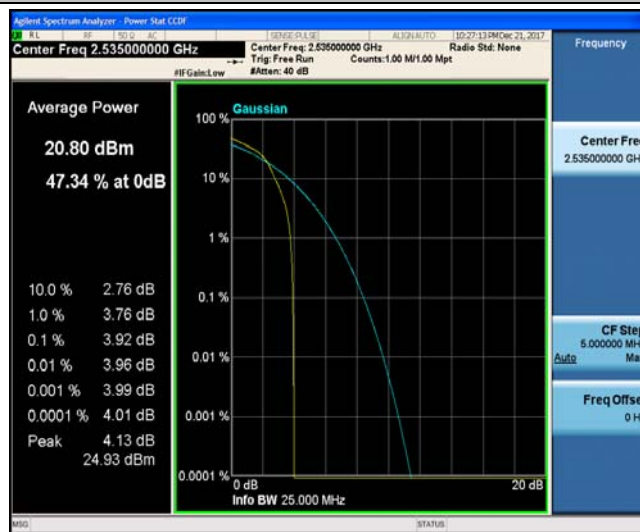 Agilent Spectrum Analyzer - Power Stat CCDF
RL RF 50 Ω AC SENSE:PULSE ALIGN AUTO 10:27:13 PM Dec 21, 2017
Center Freq 2.535000000 GHz
Center Freq: 2.535000000 GHz Radio Std: None
Trig: Free Run Counts:1.00 M/1.00 Mpt
#IFGain:Low #Atten: 40 dB
Frequency
Average Power
20.80 dBm
47.34 % at 0dB
10.0 % 2.76 dB
1.0 % 3.76 dB
0.1 % 3.92 dB
0.01 % 3.96 dB
0.001 % 3.99 dB
0.0001 % 4.01 dB
Peak 4.13 dB
24.93 dBm
Gaussian
100 %
10 %
1 %
0.1 %
0.01 %
0.001 %
0.0001 %
0 dB 20 dB
Info BW 25.000 MHz
Center Fre
2.535000000 GH
CF Ste
5.000000 MH
Auto Ma
Freq Offse
0 H
MSG STATUS